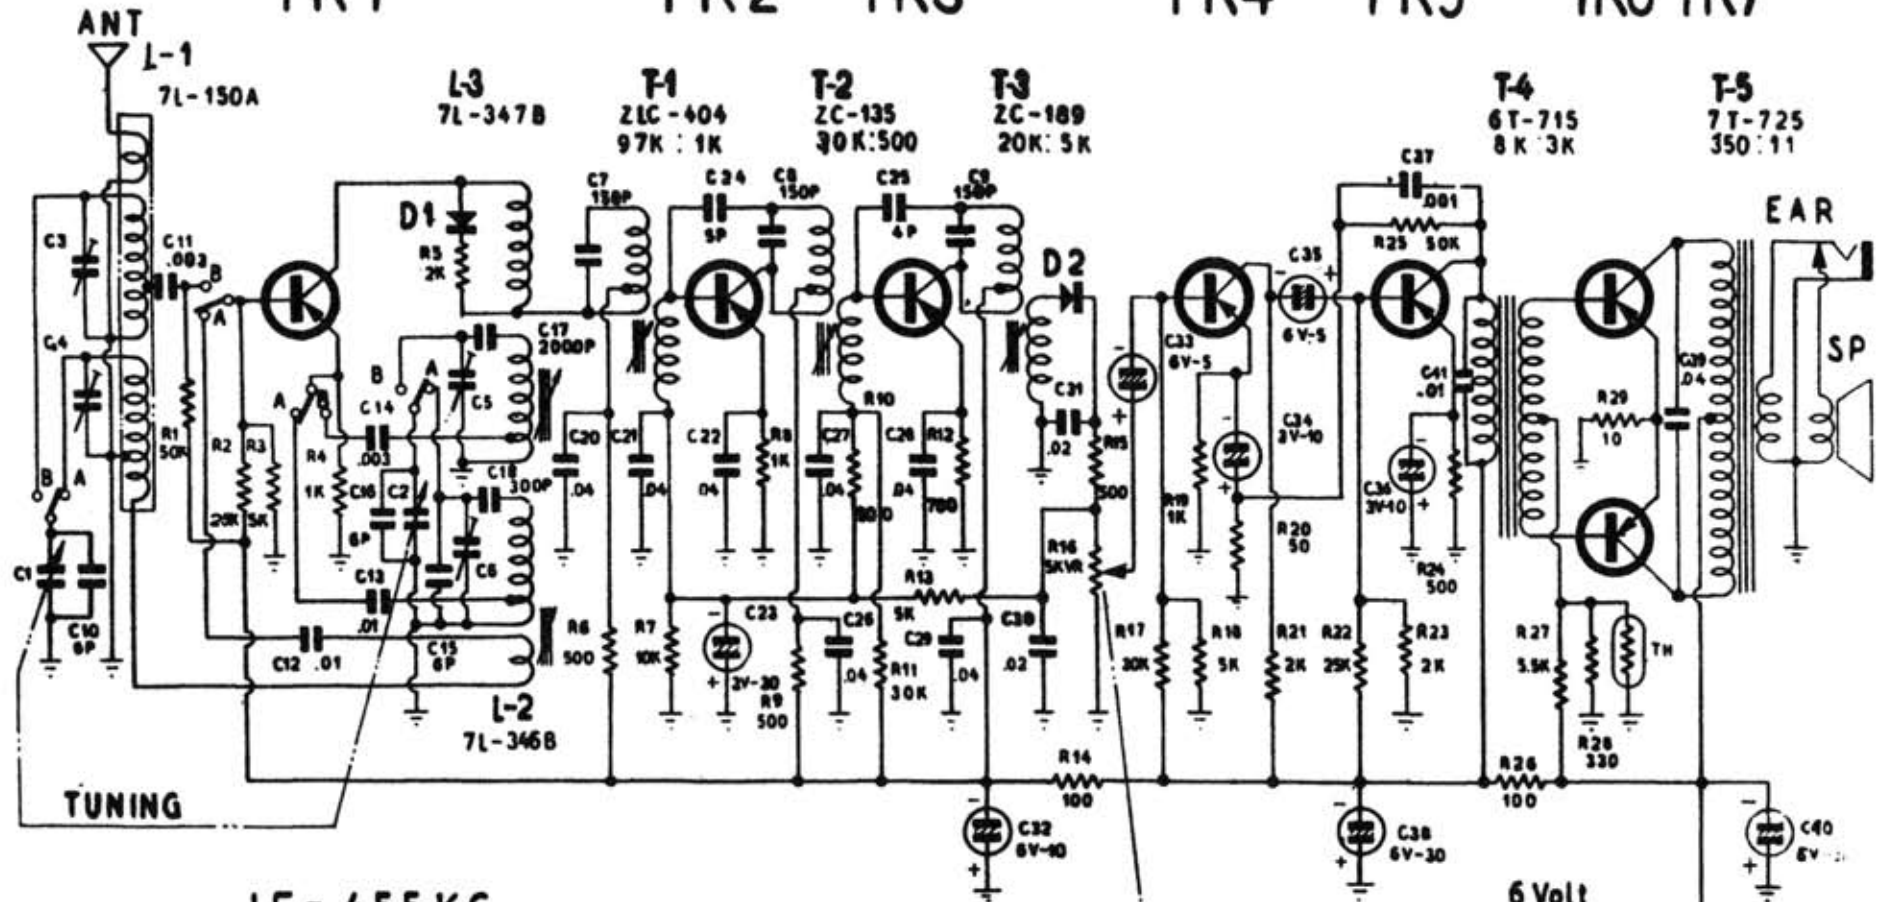 ANT
L-1
7L-150A
L-3
7L-347B
T-1
ZLC-404
97K : 1K
T-2
ZC-135
30K:500
T-3
ZC-189
20K:5K
T-4
6T-715
8K:3K
T-5
7T-725
350:11
C3
C4
C11
.003
B
A
D1
R5
2K
C7
150P
C24
5P
C8
150P
C25
4P
C9
150P
D2
C35
6V-5
C37
.001
R25 50K
EAR
SP
C17
2000P
B
A
C5
A
B
C14
.003
R1
50K
R2
25K
R3
5K
R4
1K
C16
6P
C2
C18
300P
C6
C13
.01
C15
6P
C12 .01
B
A
C1
C10
6P
L-2
7L-346B
TUNING
C20
.04
C21
.04
C22
.04
R8
1K
C27
.04
R10
C28
.04
R12
C31
.02
R15
500
R16
5KVR
C33
6V-5
R19
1K
C34
3V-10
R20
50
C36
3V-10
C41
.01
R24
500
R29
10
C39
.04
R6
500
R7
10K
C23
R9
500
C26
.04
R11
30K
R13
5K
C29
.04
C30
.02
R17
R18
5K
R21
2K
R22
25K
R23
2K
R27
5.5K
TH
R28
330
R14
100
R26
100
C32
6V-10
C38
6V-30
C40
6 Volt